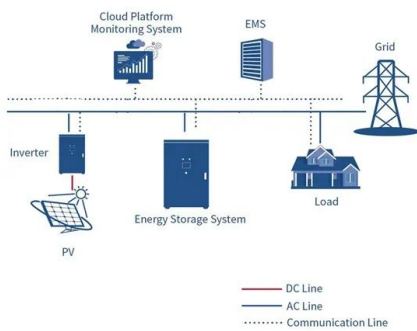 Cloud Platform
Monitoring System
EMS
Grid
Inverter
Energy Storage System
Load
PV
DC Line
AC Line
Communication Line